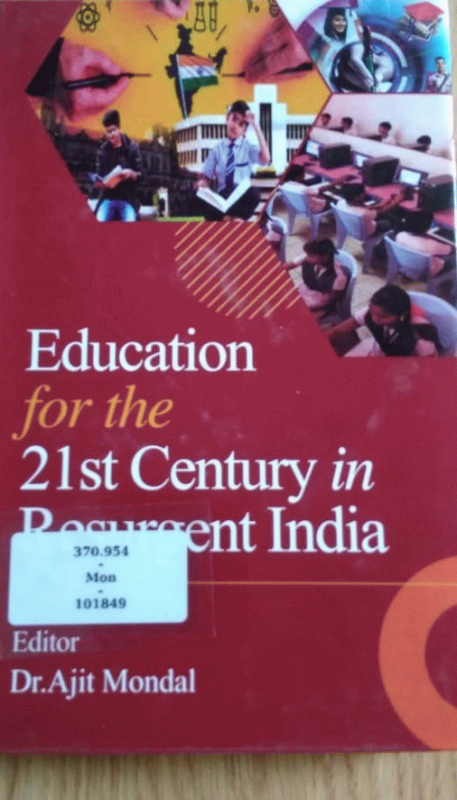 Education
for the
21st Century in
Resurgent India
370.954
-
Mon
-
101849
Editor
Dr.Ajit Mondal